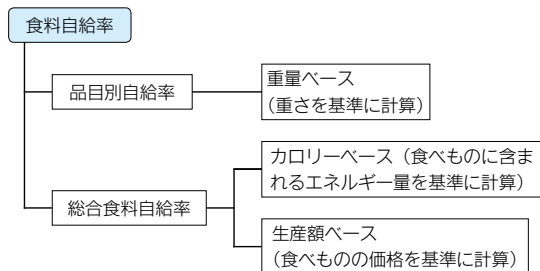 食料自給率
品目別自給率
重量ベース
（重さを基準に計算）
総合食料自給率
カロリーベース（食べものに含ま
れるエネルギー量を基準に計算）
生産額ベース
（食べものの価格を基準に計算）